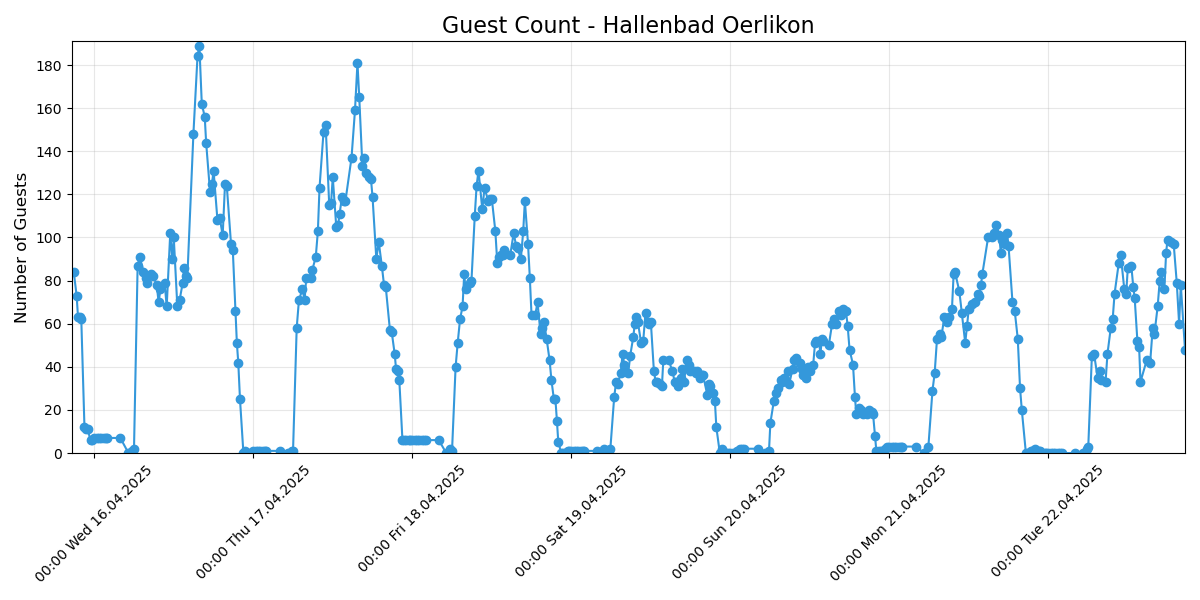 Guest Count - Hallenbad Oerlikon
Number of Guests
180
160
140
120
100
80
60
40
20
0
00:00 Wed 16.04.2025
00:00 Thu 17.04.2025
00:00 Fri 18.04.2025
00:00 Sat 19.04.2025
00:00 Sun 20.04.2025
00:00 Mon 21.04.2025
00:00 Tue 22.04.2025